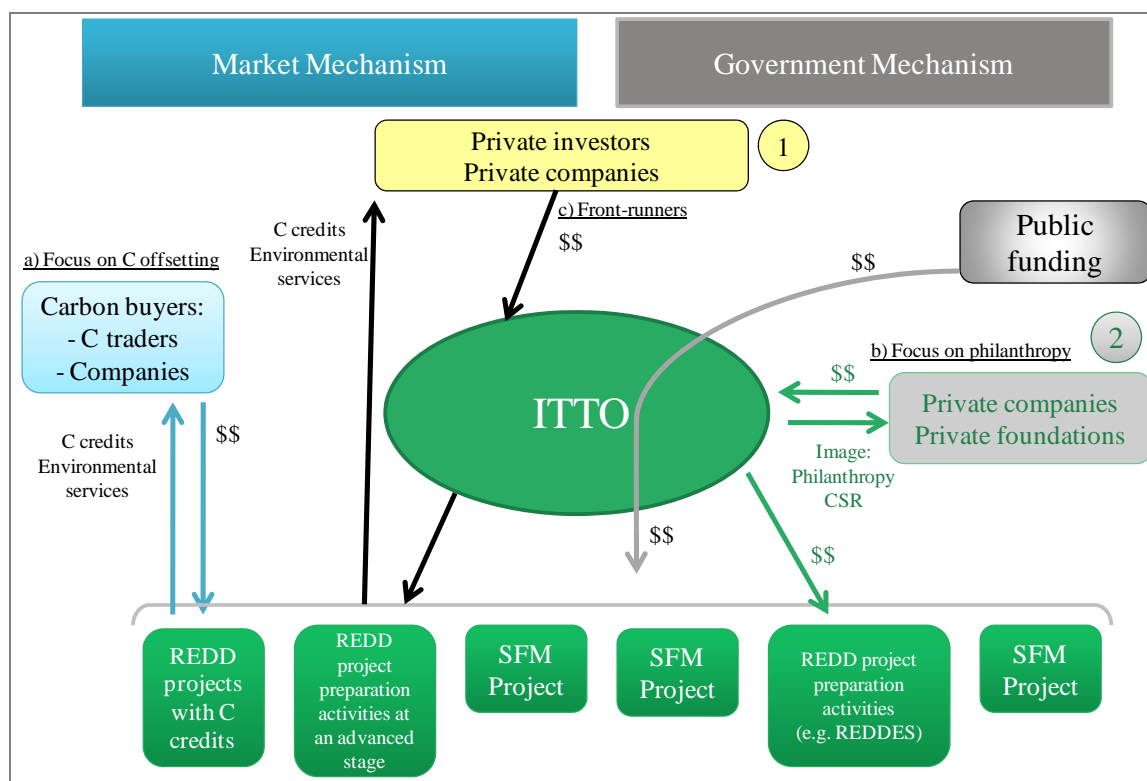 Market Mechanism
Government Mechanism
Private investors
Private companies
1
c) Front-runners
$$
C credits
Environmental
services
a) Focus on C offsetting
Carbon buyers:
- C traders
- Companies
C credits
Environmental
services
$$
Public
funding
$$
2
b) Focus on philanthropy
$$
Private companies
Private foundations
Image:
Philanthropy
CSR
ITTO
$$
$$
REDD
projects
with C
credits
REDD
project
preparation
activities at
an advanced
stage
SFM
Project
SFM
Project
REDD project
preparation
activities
(e.g. REDDES)
SFM
Project